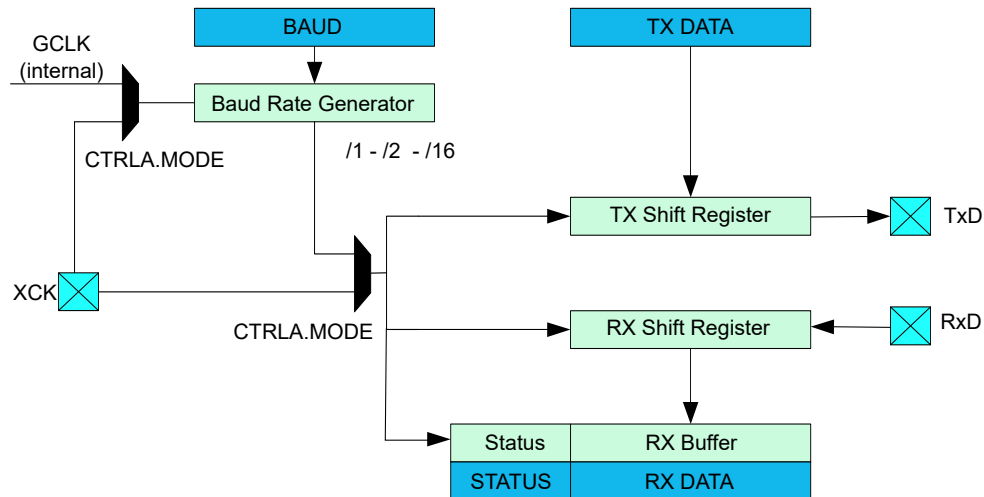 BAUD
TX DATA
GCLK
(internal)
Baud Rate Generator
/1 - /2 - /16
CTRLA.MODE
TX Shift Register
TxD
XCK
CTRLA.MODE
RX Shift Register
RxD
Status
RX Buffer
STATUS
RX DATA